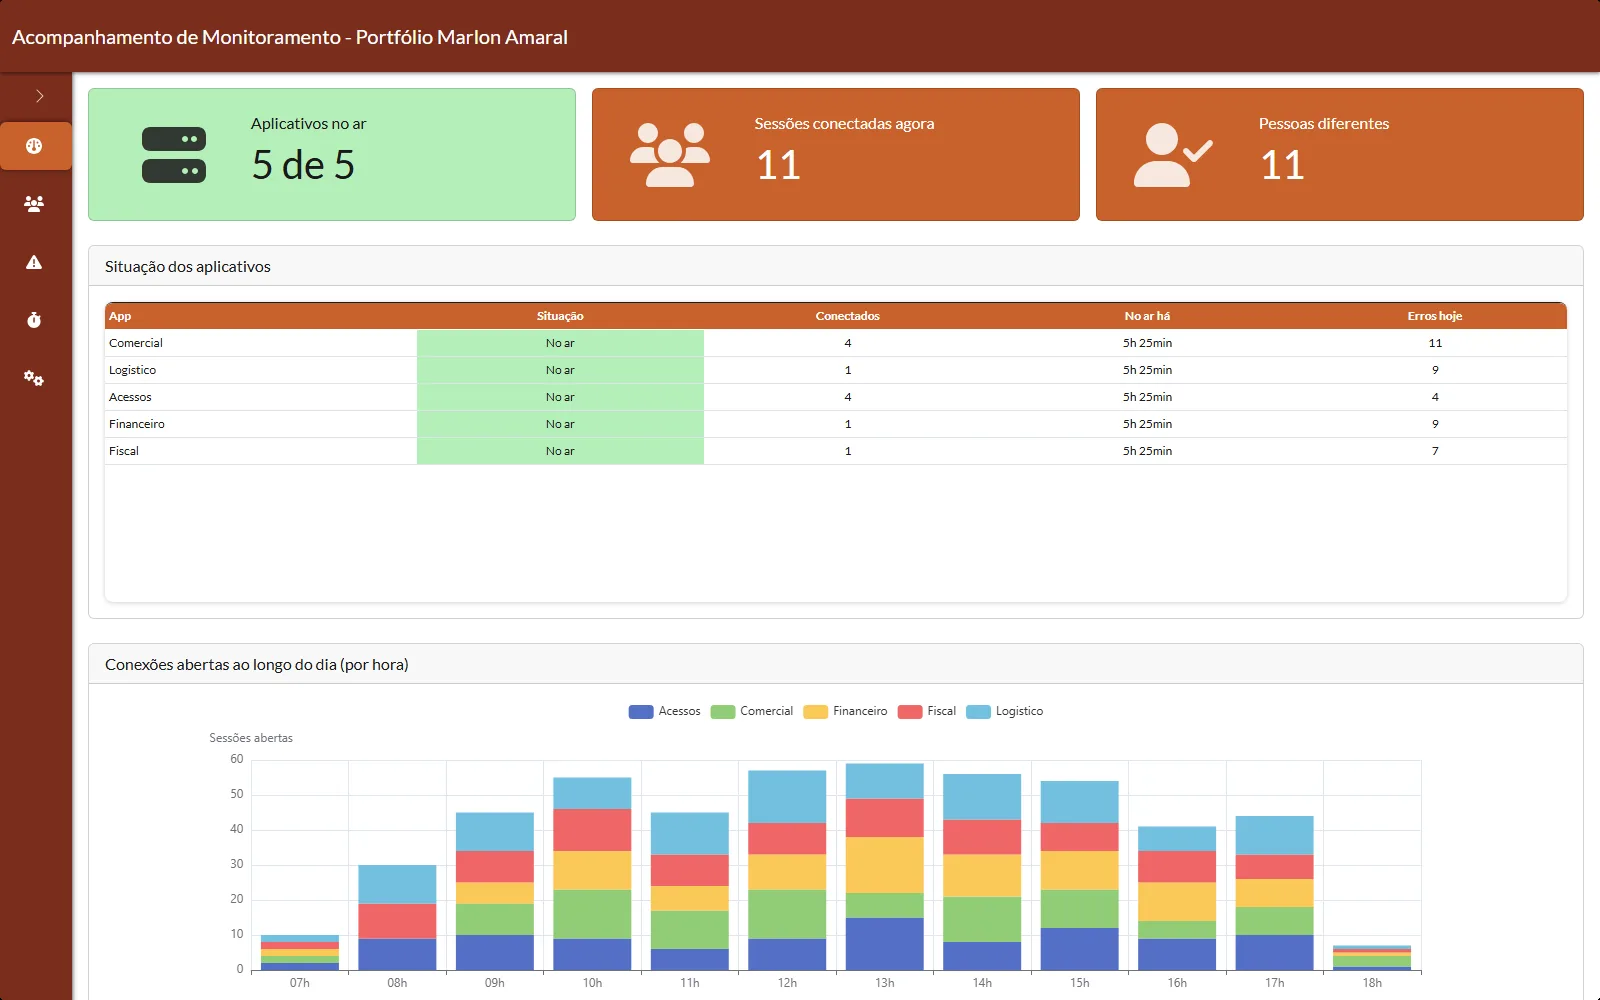 Acompanhamento de Monitoramento - Portfólio Marlon Amaral
Aplicativos no ar
5 de 5
Sessões conectadas agora
11
Pessoas diferentes
11
Situação dos aplicativos
App Situação Conectados No ar há Erros hoje
Comercial No ar 4 5h 25min 11
Logistico No ar 1 5h 25min 9
Acessos No ar 4 5h 25min 4
Financeiro No ar 1 5h 25min 9
Fiscal No ar 1 5h 25min 7
Conexões abertas ao longo do dia (por hora)
Acessos Comercial Financeiro Fiscal Logistico
Sessões abertas
60
50
40
30
20
10
0
07h 08h 09h 10h 11h 12h 13h 14h 15h 16h 17h 18h